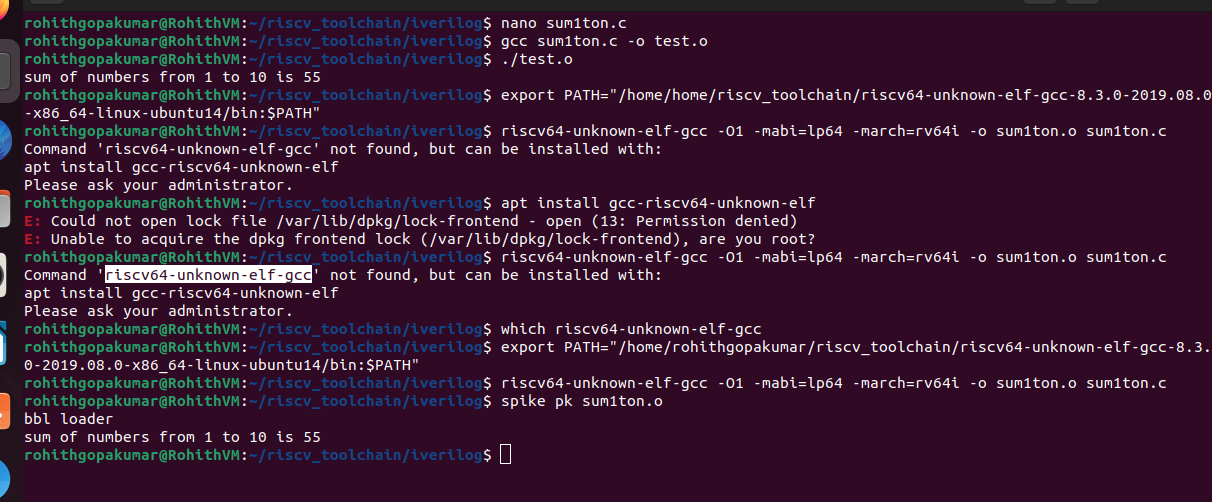 rohithgopakumar@RohithVM:~/riscv_toolchain/iverilog$ nano sum1ton.c
rohithgopakumar@RohithVM:~/riscv_toolchain/iverilog$ gcc sum1ton.c -o test.o
rohithgopakumar@RohithVM:~/riscv_toolchain/iverilog$ ./test.o
sum of numbers from 1 to 10 is 55
rohithgopakumar@RohithVM:~/riscv_toolchain/iverilog$ export PATH="/home/home/riscv_toolchain/riscv64-unknown-elf-gcc-8.3.0-2019.08.0
-x86_64-linux-ubuntu14/bin:$PATH"
rohithgopakumar@RohithVM:~/riscv_toolchain/iverilog$ riscv64-unknown-elf-gcc -O1 -mabi=lp64 -march=rv64i -o sum1ton.o sum1ton.c
Command 'riscv64-unknown-elf-gcc' not found, but can be installed with:
apt install gcc-riscv64-unknown-elf
Please ask your administrator.
rohithgopakumar@RohithVM:~/riscv_toolchain/iverilog$ apt install gcc-riscv64-unknown-elf
E: Could not open lock file /var/lib/dpkg/lock-frontend - open (13: Permission denied)
E: Unable to acquire the dpkg frontend lock (/var/lib/dpkg/lock-frontend), are you root?
rohithgopakumar@RohithVM:~/riscv_toolchain/iverilog$ riscv64-unknown-elf-gcc -O1 -mabi=lp64 -march=rv64i -o sum1ton.o sum1ton.c
Command 'riscv64-unknown-elf-gcc' not found, but can be installed with:
apt install gcc-riscv64-unknown-elf
Please ask your administrator.
rohithgopakumar@RohithVM:~/riscv_toolchain/iverilog$ which riscv64-unknown-elf-gcc
rohithgopakumar@RohithVM:~/riscv_toolchain/iverilog$ export PATH="/home/rohithgopakumar/riscv_toolchain/riscv64-unknown-elf-gcc-8.3.
0-2019.08.0-x86_64-linux-ubuntu14/bin:$PATH"
rohithgopakumar@RohithVM:~/riscv_toolchain/iverilog$ riscv64-unknown-elf-gcc -O1 -mabi=lp64 -march=rv64i -o sum1ton.o sum1ton.c
rohithgopakumar@RohithVM:~/riscv_toolchain/iverilog$ spike pk sum1ton.o
bbl loader
sum of numbers from 1 to 10 is 55
rohithgopakumar@RohithVM:~/riscv_toolchain/iverilog$